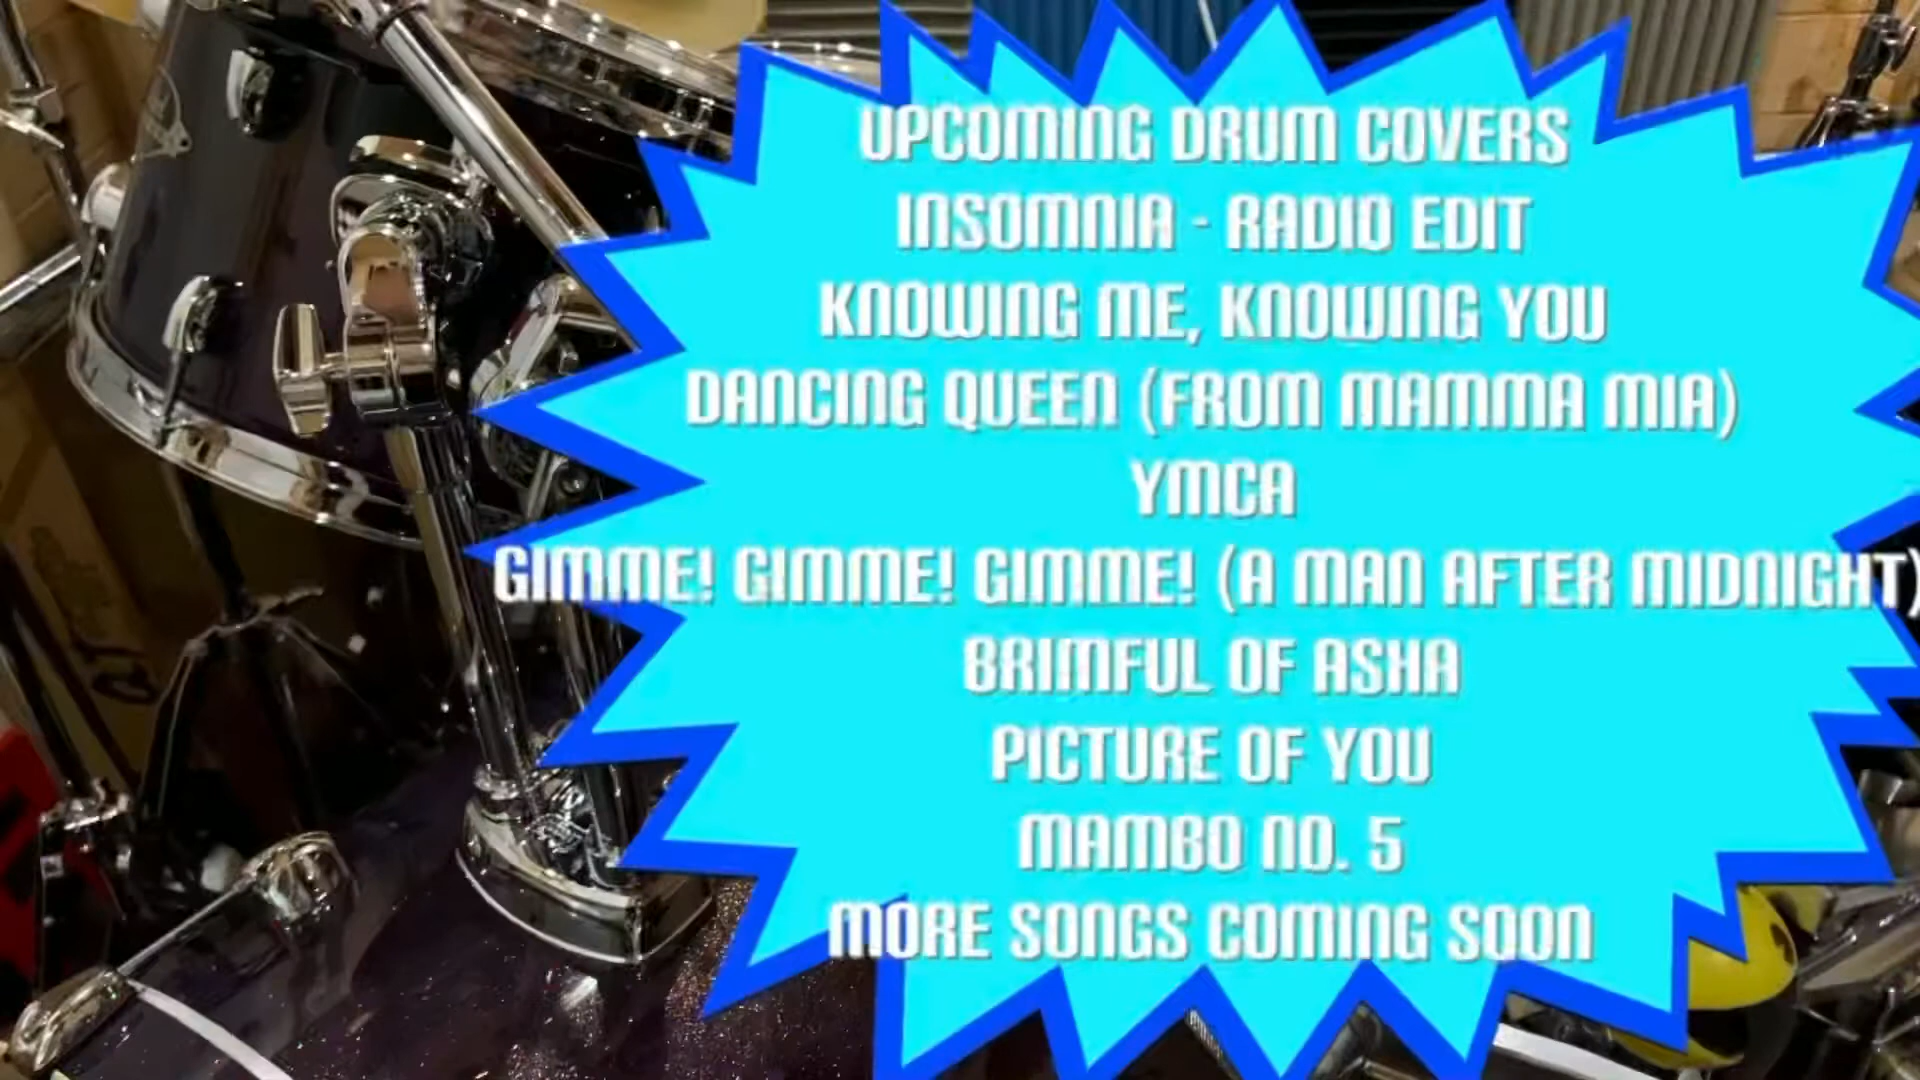 UPCOMING DRUM COVERS
INSOMNIA - RADIO EDIT
KNOWING ME, KNOWING YOU
DANCING QUEEN (FROM MAMMA MIA)
YMCA
GIMME! GIMME! GIMME! (A MAN AFTER MIDNIGHT)
BRIMFUL OF ASHA
PICTURE OF YOU
MAMBO NO. 5
MORE SONGS COMING SOON